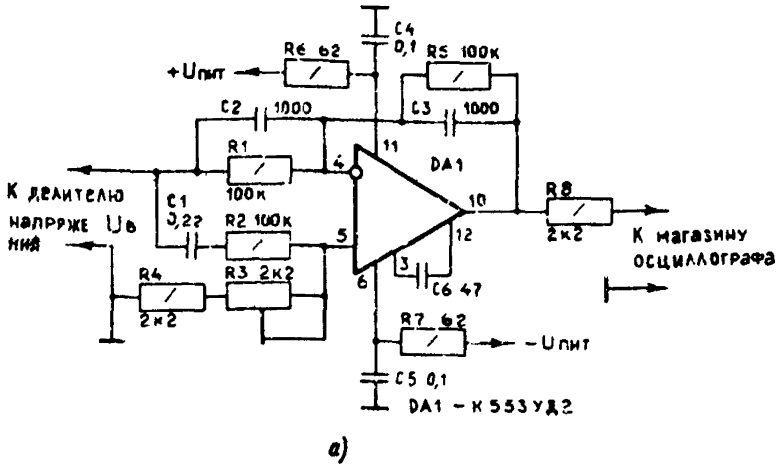 C4
0,1
R6 62
R5 100к
+Uпит
C2 1000
C3 1000
11
DA1
R1
100к
4
К делителю
напряже Uв
ний
C1
0,22
R2 100к
5
10
12
R8
2к2
К магазину
осциллографа
R4
2к2
R3 2к2
6
3
C6 47
R7 62
-Uпит
C5 0,1
DA1 - К553УД2
а)